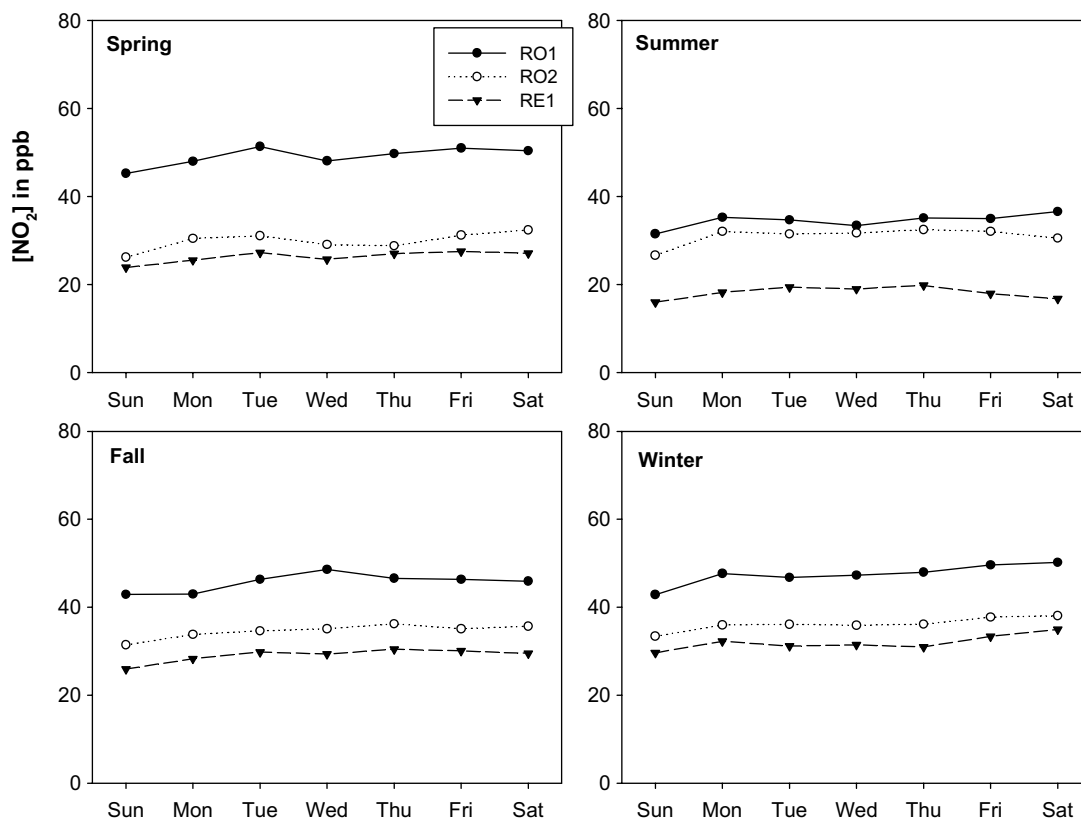 [NO2] in ppb
Spring
80
60
40
20
0
Sun Mon Tue Wed Thu Fri Sat
RO1
RO2
RE1
Summer
80
60
40
20
0
Sun Mon Tue Wed Thu Fri Sat
Fall
80
60
40
20
0
Sun Mon Tue Wed Thu Fri Sat
Winter
80
60
40
20
0
Sun Mon Tue Wed Thu Fri Sat